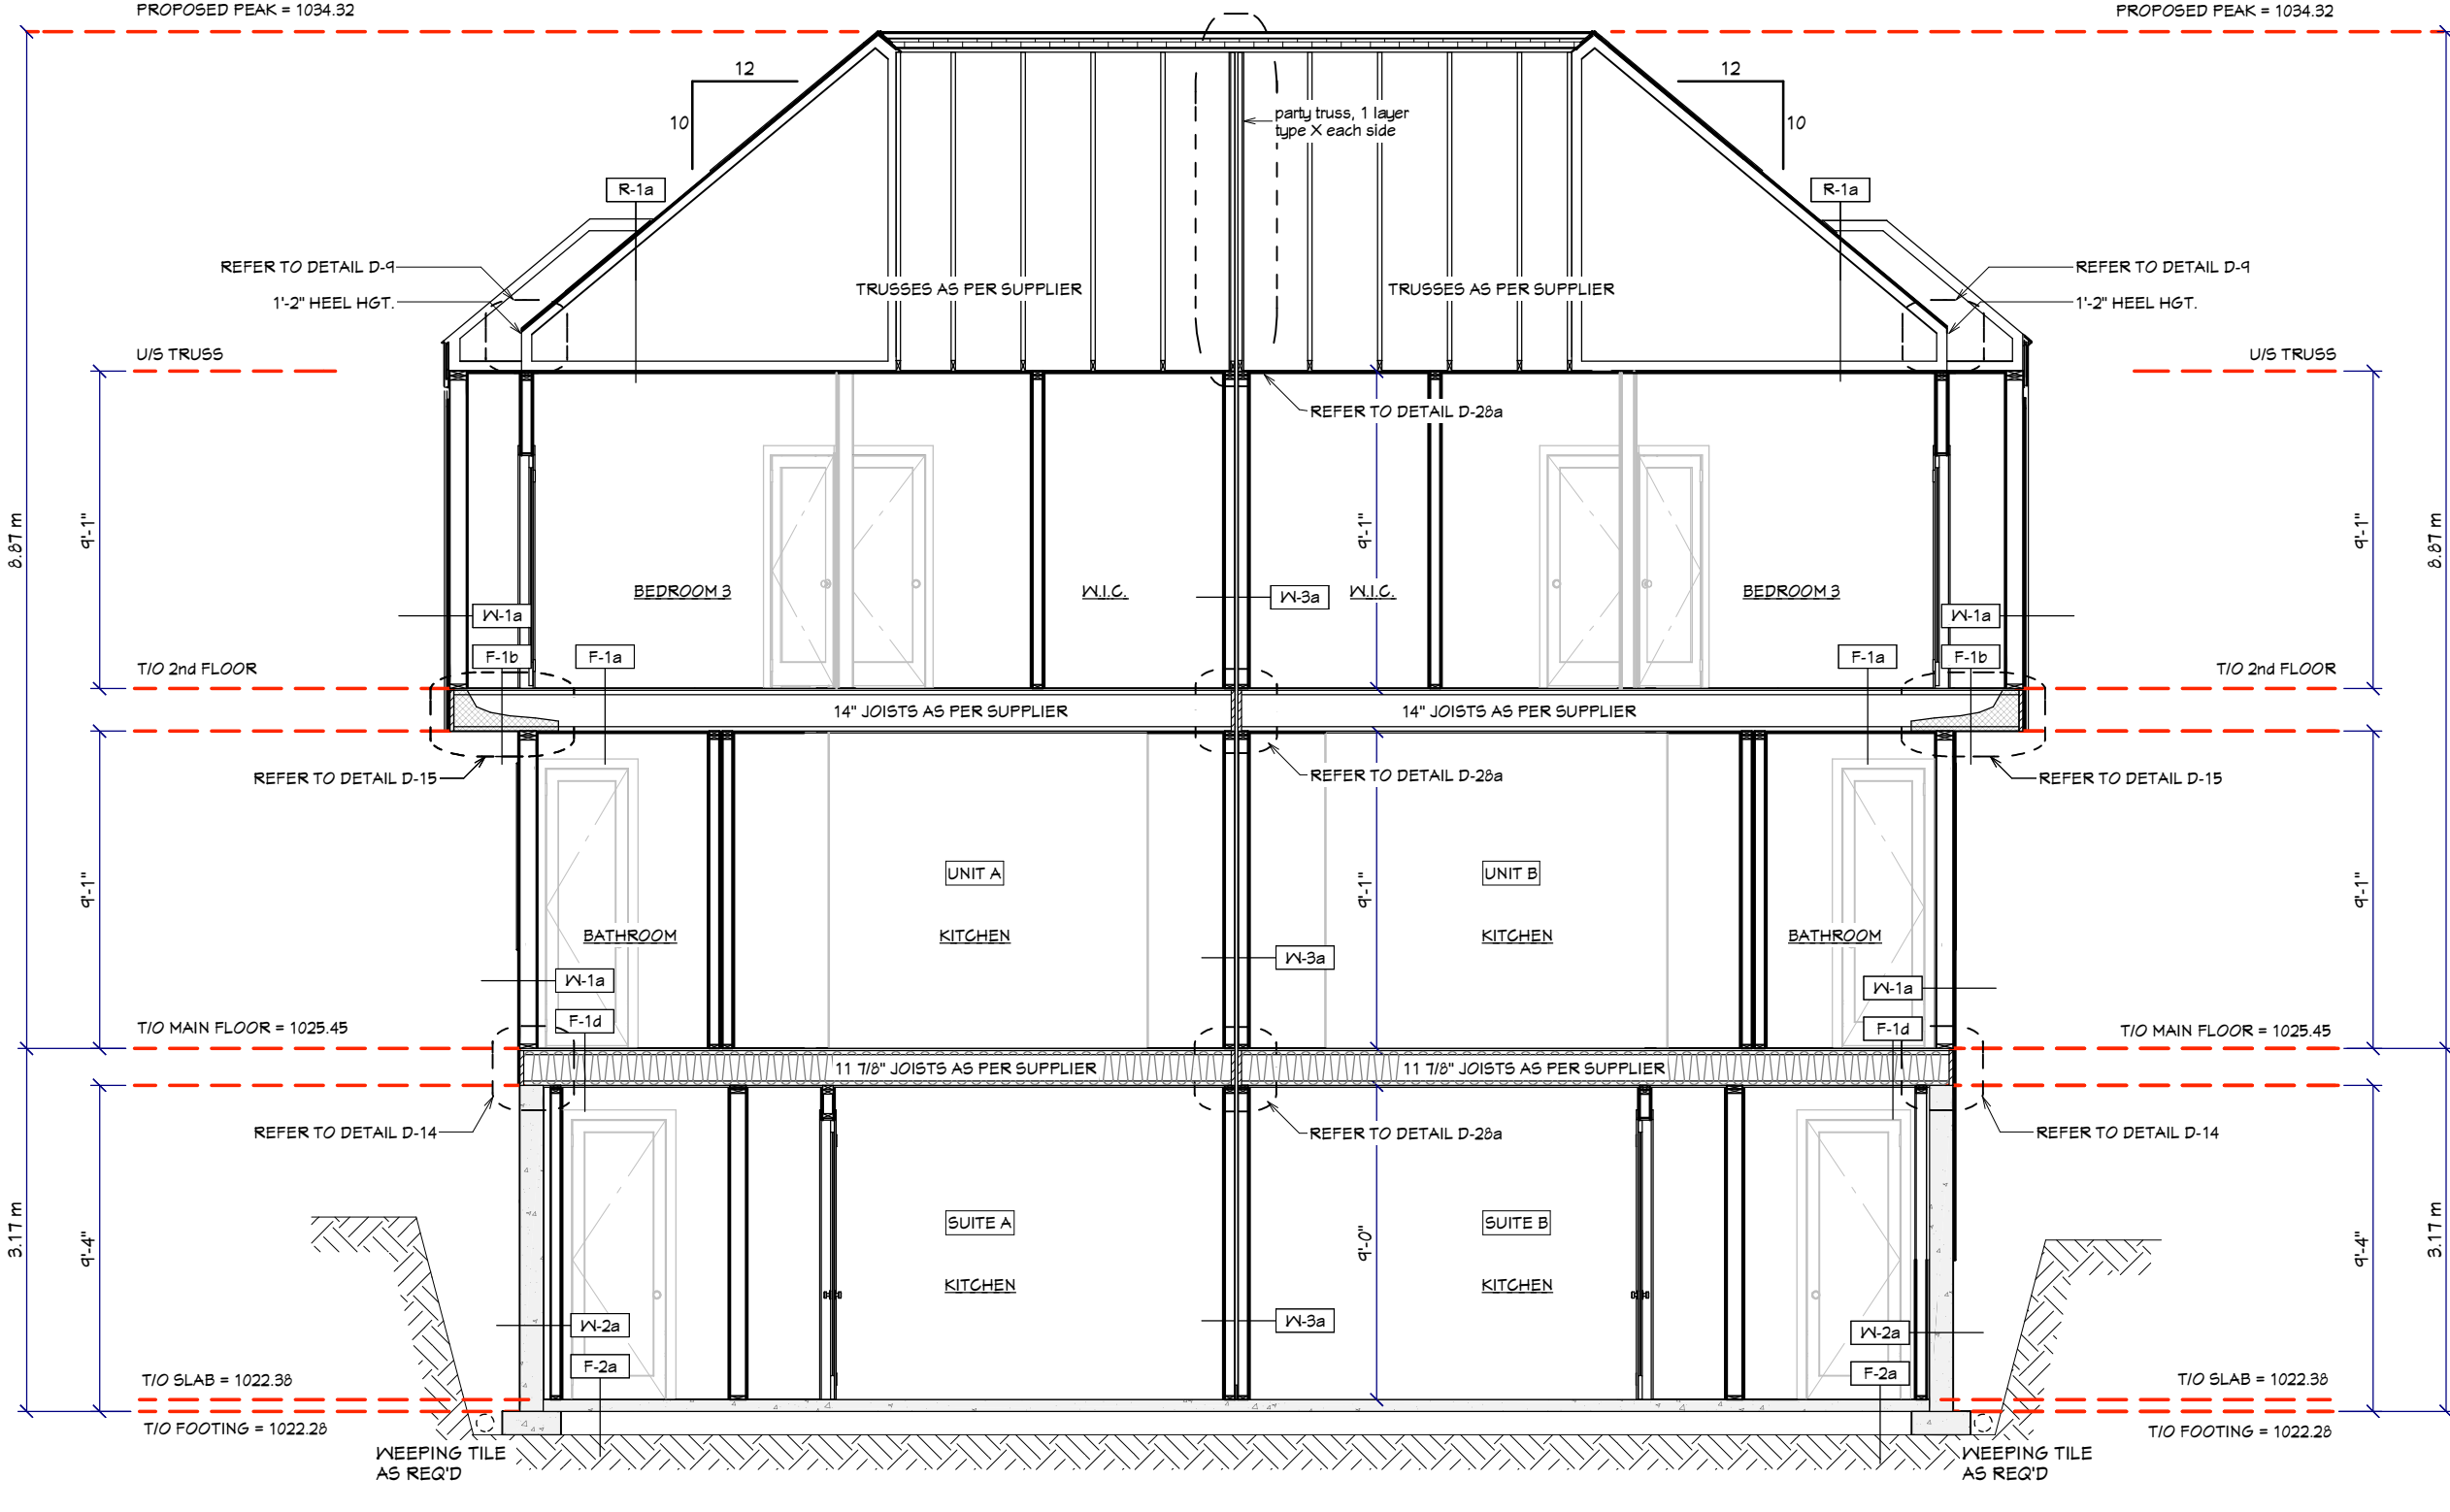 PROPOSED PEAK = 1034.32
PROPOSED PEAK = 1034.32
12
12
10
10
party truss, 1 layer
type X each side
R-1a
R-1a
REFER TO DETAIL D-9
REFER TO DETAIL D-9
TRUSSES AS PER SUPPLIER
TRUSSES AS PER SUPPLIER
1'-2" HEEL HGT.
1'-2" HEEL HGT.
U/S TRUSS
U/S TRUSS
REFER TO DETAIL D-28a
8.87 m
9'-1"
9'-1"
9'-1"
8.87 m
BEDROOM 3
W.I.C.
W-3a
W.I.C.
BEDROOM 3
W-1a
W-1a
F-1b
F-1a
F-1a
F-1b
T/O 2nd FLOOR
T/O 2nd FLOOR
14" JOISTS AS PER SUPPLIER
14" JOISTS AS PER SUPPLIER
REFER TO DETAIL D-15
REFER TO DETAIL D-28a
REFER TO DETAIL D-15
9'-1"
UNIT A
UNIT B
9'-1"
9'-1"
BATHROOM
KITCHEN
KITCHEN
BATHROOM
W-3a
W-1a
W-1a
F-1d
F-1d
T/O MAIN FLOOR = 1025.45
T/O MAIN FLOOR = 1025.45
11 7/8" JOISTS AS PER SUPPLIER
11 7/8" JOISTS AS PER SUPPLIER
REFER TO DETAIL D-14
REFER TO DETAIL D-28a
REFER TO DETAIL D-14
SUITE A
SUITE B
3.17 m
9'-4"
9'-0"
9'-4"
3.17 m
KITCHEN
KITCHEN
W-2a
W-3a
W-2a
F-2a
F-2a
T/O SLAB = 1022.38
T/O SLAB = 1022.38
T/O FOOTING = 1022.28
T/O FOOTING = 1022.28
WEEPING TILE
AS REQ'D
WEEPING TILE
AS REQ'D